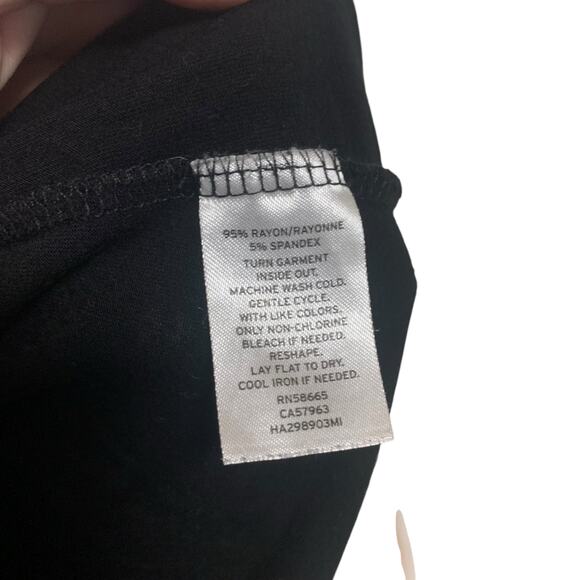 95% RAYON/RAYONNE
5% SPANDEX
TURN GARMENT
INSIDE OUT.
MACHINE WASH COLD.
GENTLE CYCLE.
WITH LIKE COLORS.
ONLY NON-CHLORINE
BLEACH IF NEEDED.
RESHAPE.
LAY FLAT TO DRY.
COOL IRON IF NEEDED.
RN58665
CA57963
HA298903MI